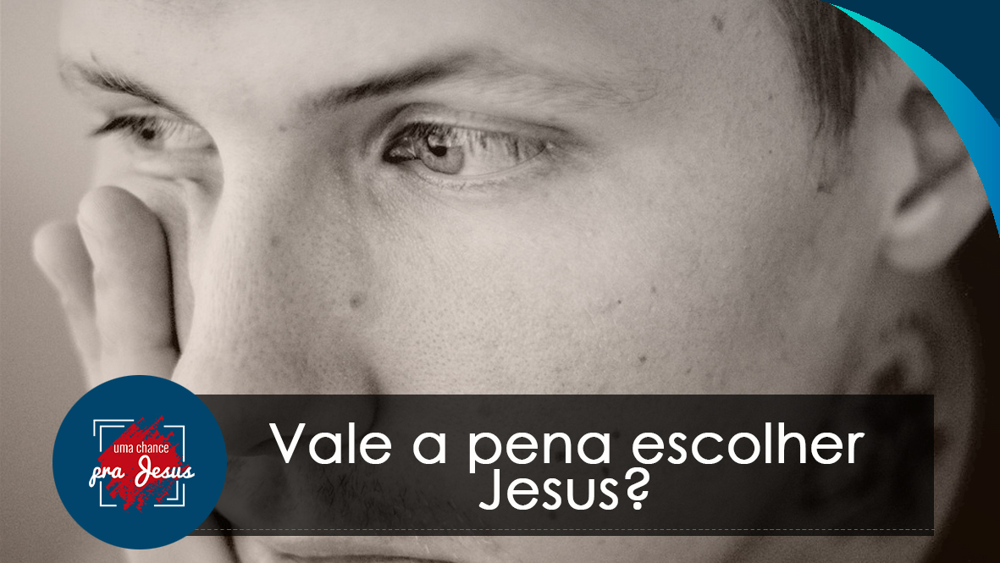 Vale a pena escolher
Jesus?
uma chance
pra Jesus